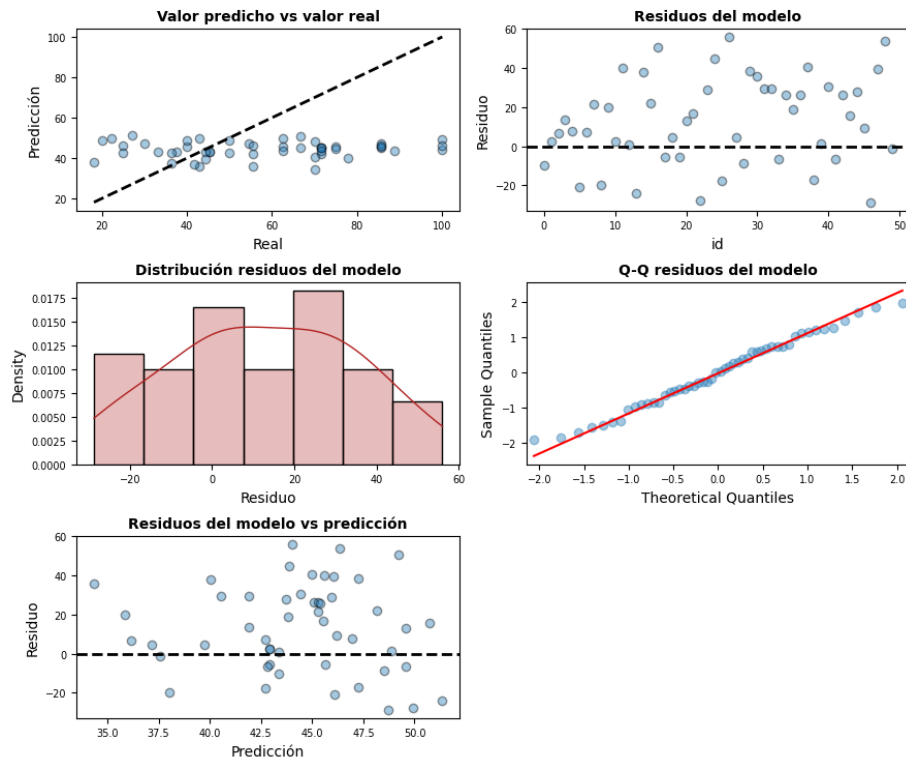 Valor predicho vs valor real
Predicción
100
80
60
40
20
20 30 40 50 60 70 80 90 100
Real
Residuos del modelo
Residuo
60
40
20
0
−20
0 10 20 30 40 50
id
Distribución residuos del modelo
Density
0.0175
0.0150
0.0125
0.0100
0.0075
0.0050
0.0025
0.0000
−20 0 20 40 60
Residuo
Q-Q residuos del modelo
Sample Quantiles
2
1
0
−1
−2
−2.0 −1.5 −1.0 −0.5 0.0 0.5 1.0 1.5 2.0
Theoretical Quantiles
Residuos del modelo vs predicción
Residuo
60
40
20
0
−20
35.0 37.5 40.0 42.5 45.0 47.5 50.0
Predicción